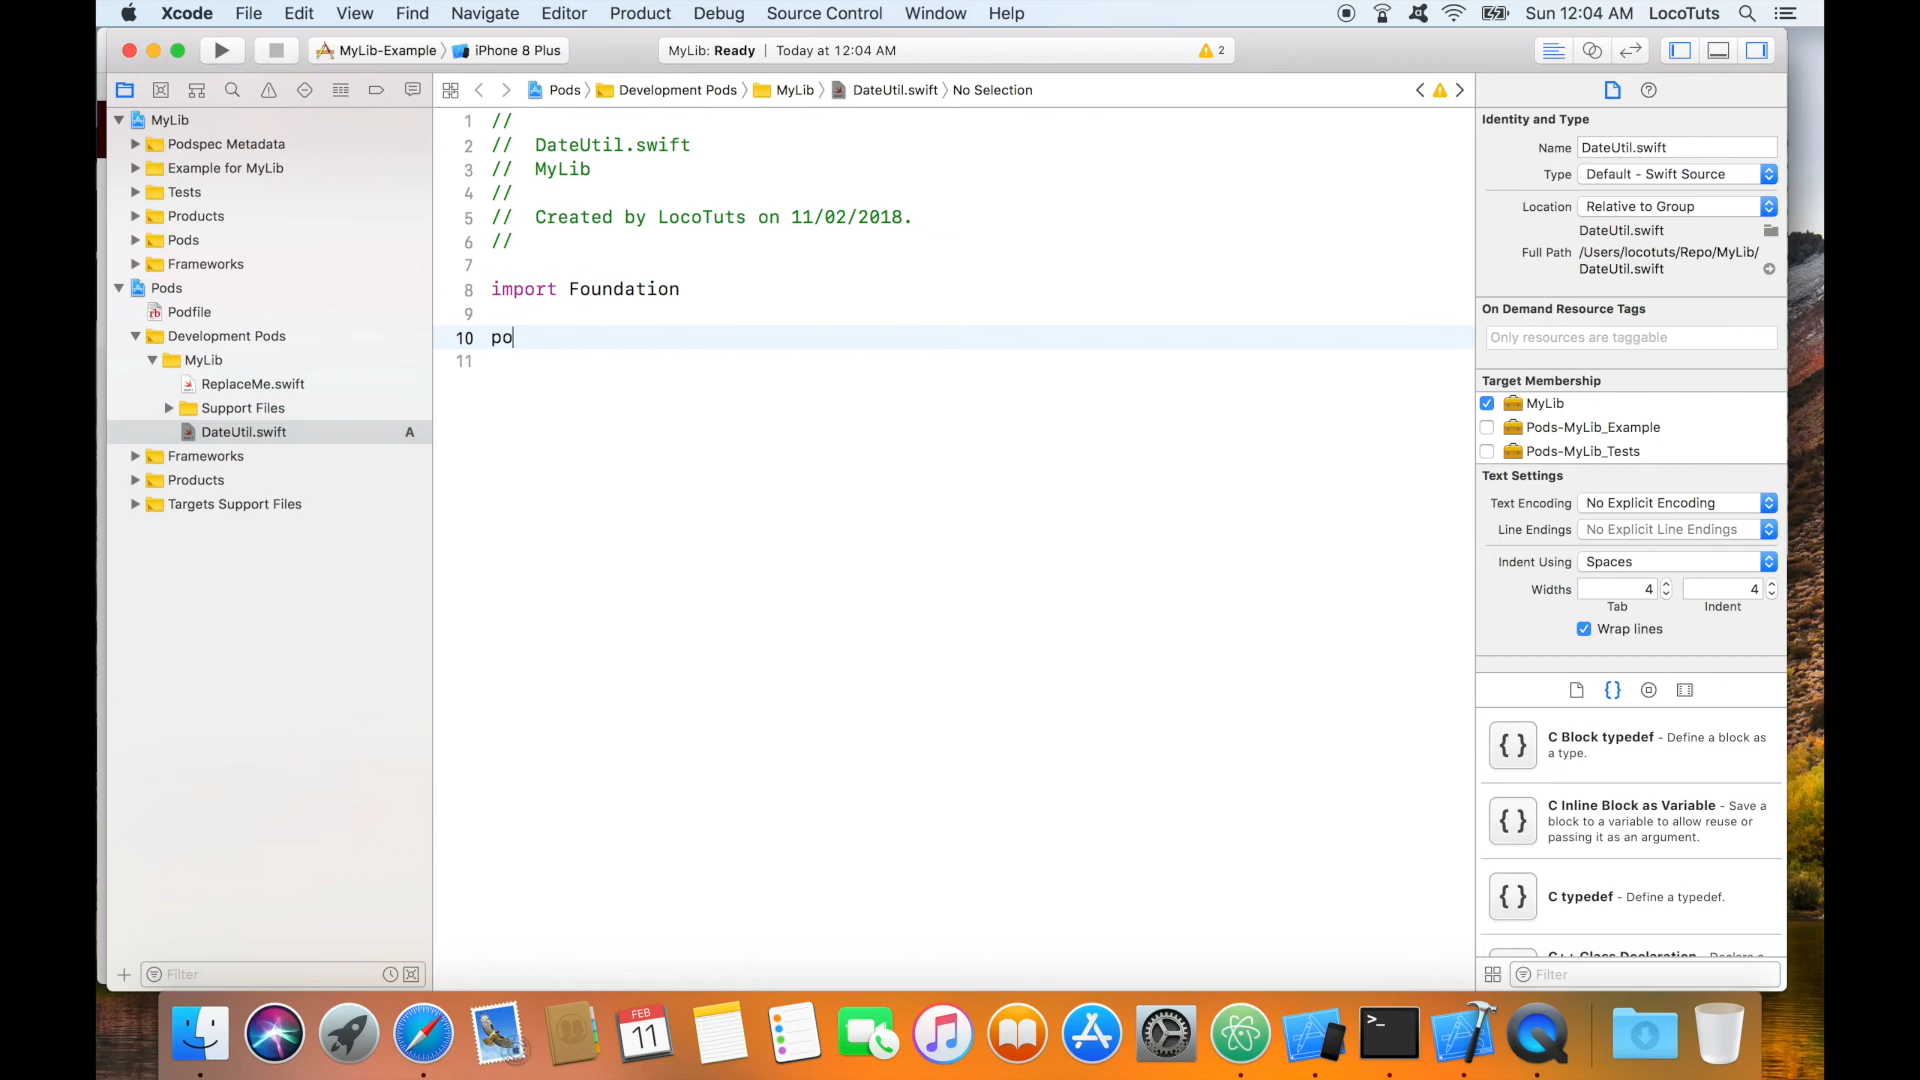 Xcode File Edit View Find Navigate Editor Product Debug Source Control Window Help Sun 12:04 AM LocoTuts
MyLib-Example iPhone 8 Plus MyLib: Ready | Today at 12:04 AM 2
Pods Development Pods MyLib DateUtil.swift No Selection
MyLib
Podspec Metadata
Example for MyLib
Tests
Products
Pods
Frameworks
Pods
Podfile
Development Pods
MyLib
ReplaceMe.swift
Support Files
DateUtil.swift A
Frameworks
Products
Targets Support Files
Filter
1 //
2 // DateUtil.swift
3 // MyLib
4 //
5 // Created by LocoTuts on 11/02/2018.
6 //
7
8 import Foundation
9
10 po
11
Identity and Type
Name DateUtil.swift
Type Default - Swift Source
Location Relative to Group
DateUtil.swift
Full Path /Users/locotuts/Repo/MyLib/
DateUtil.swift
On Demand Resource Tags
Only resources are taggable
Target Membership
MyLib
Pods-MyLib_Example
Pods-MyLib_Tests
Text Settings
Text Encoding No Explicit Encoding
Line Endings No Explicit Line Endings
Indent Using Spaces
Widths 4 4
Tab Indent
Wrap lines
{ } C Block typedef - Define a block as
a type.
{ } C Inline Block as Variable - Save a
block to a variable to allow reuse or
passing it as an argument.
{ } C typedef - Define a typedef.
C++ Class Declaration - Declare a
Filter
FEB
11